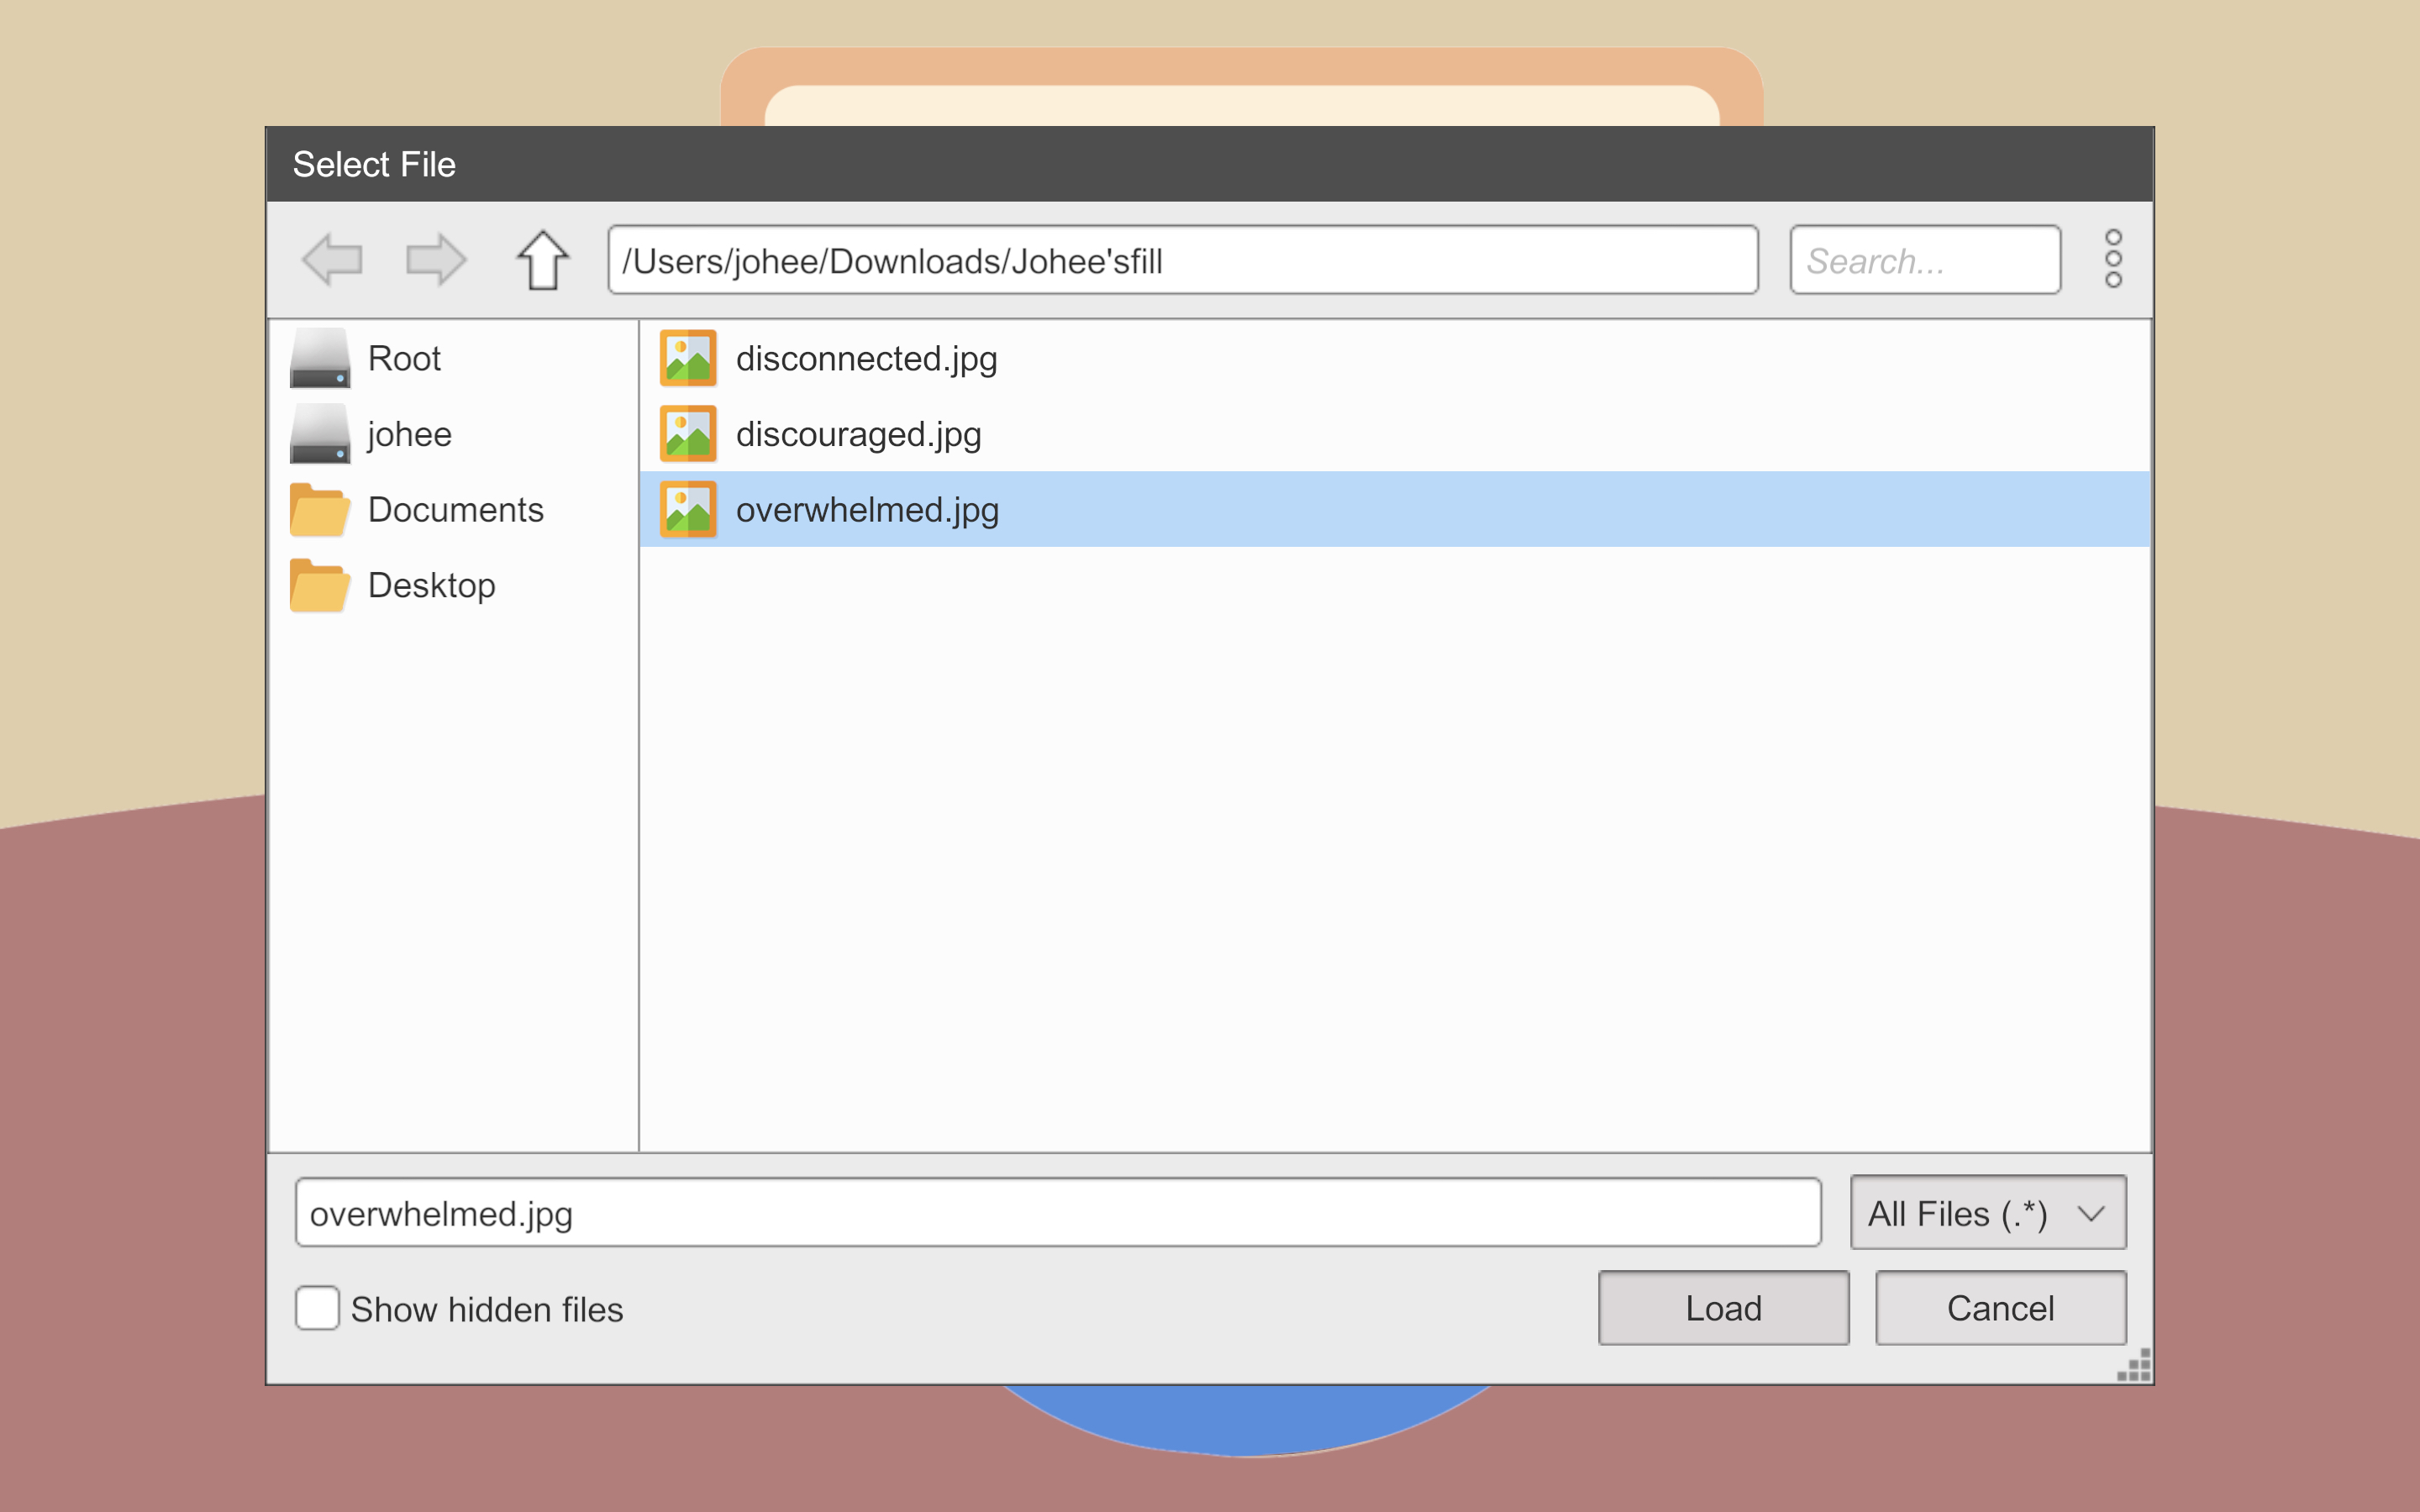 Select File
/Users/johee/Downloads/Johee'sfill
Search...
Root
johee
Documents
Desktop
disconnected.jpg
discouraged.jpg
overwhelmed.jpg
overwhelmed.jpg
All Files (.*)
Show hidden files
Load
Cancel